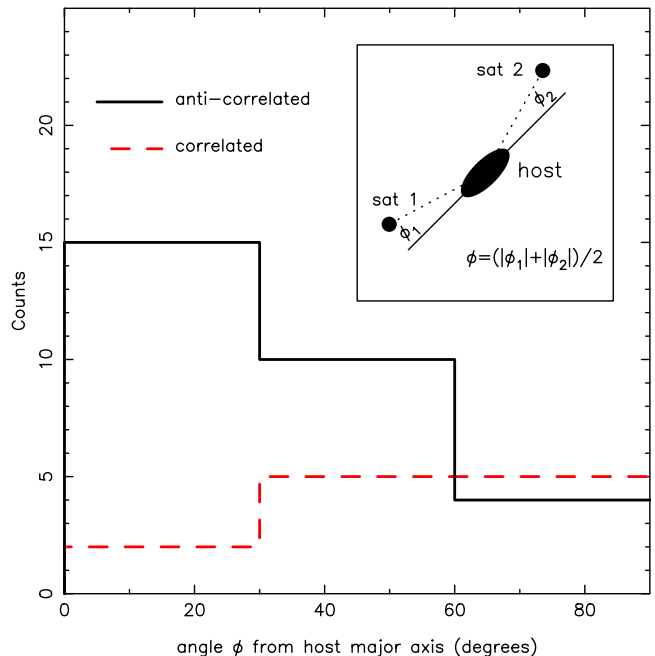 25
20
15
10
5
0
Counts
anti-correlated
correlated
sat 2
ϕ2
host
sat 1
ϕ1
ϕ=(|ϕ1|+|ϕ2|)/2
0 20 40 60 80
angle ϕ from host major axis (degrees)